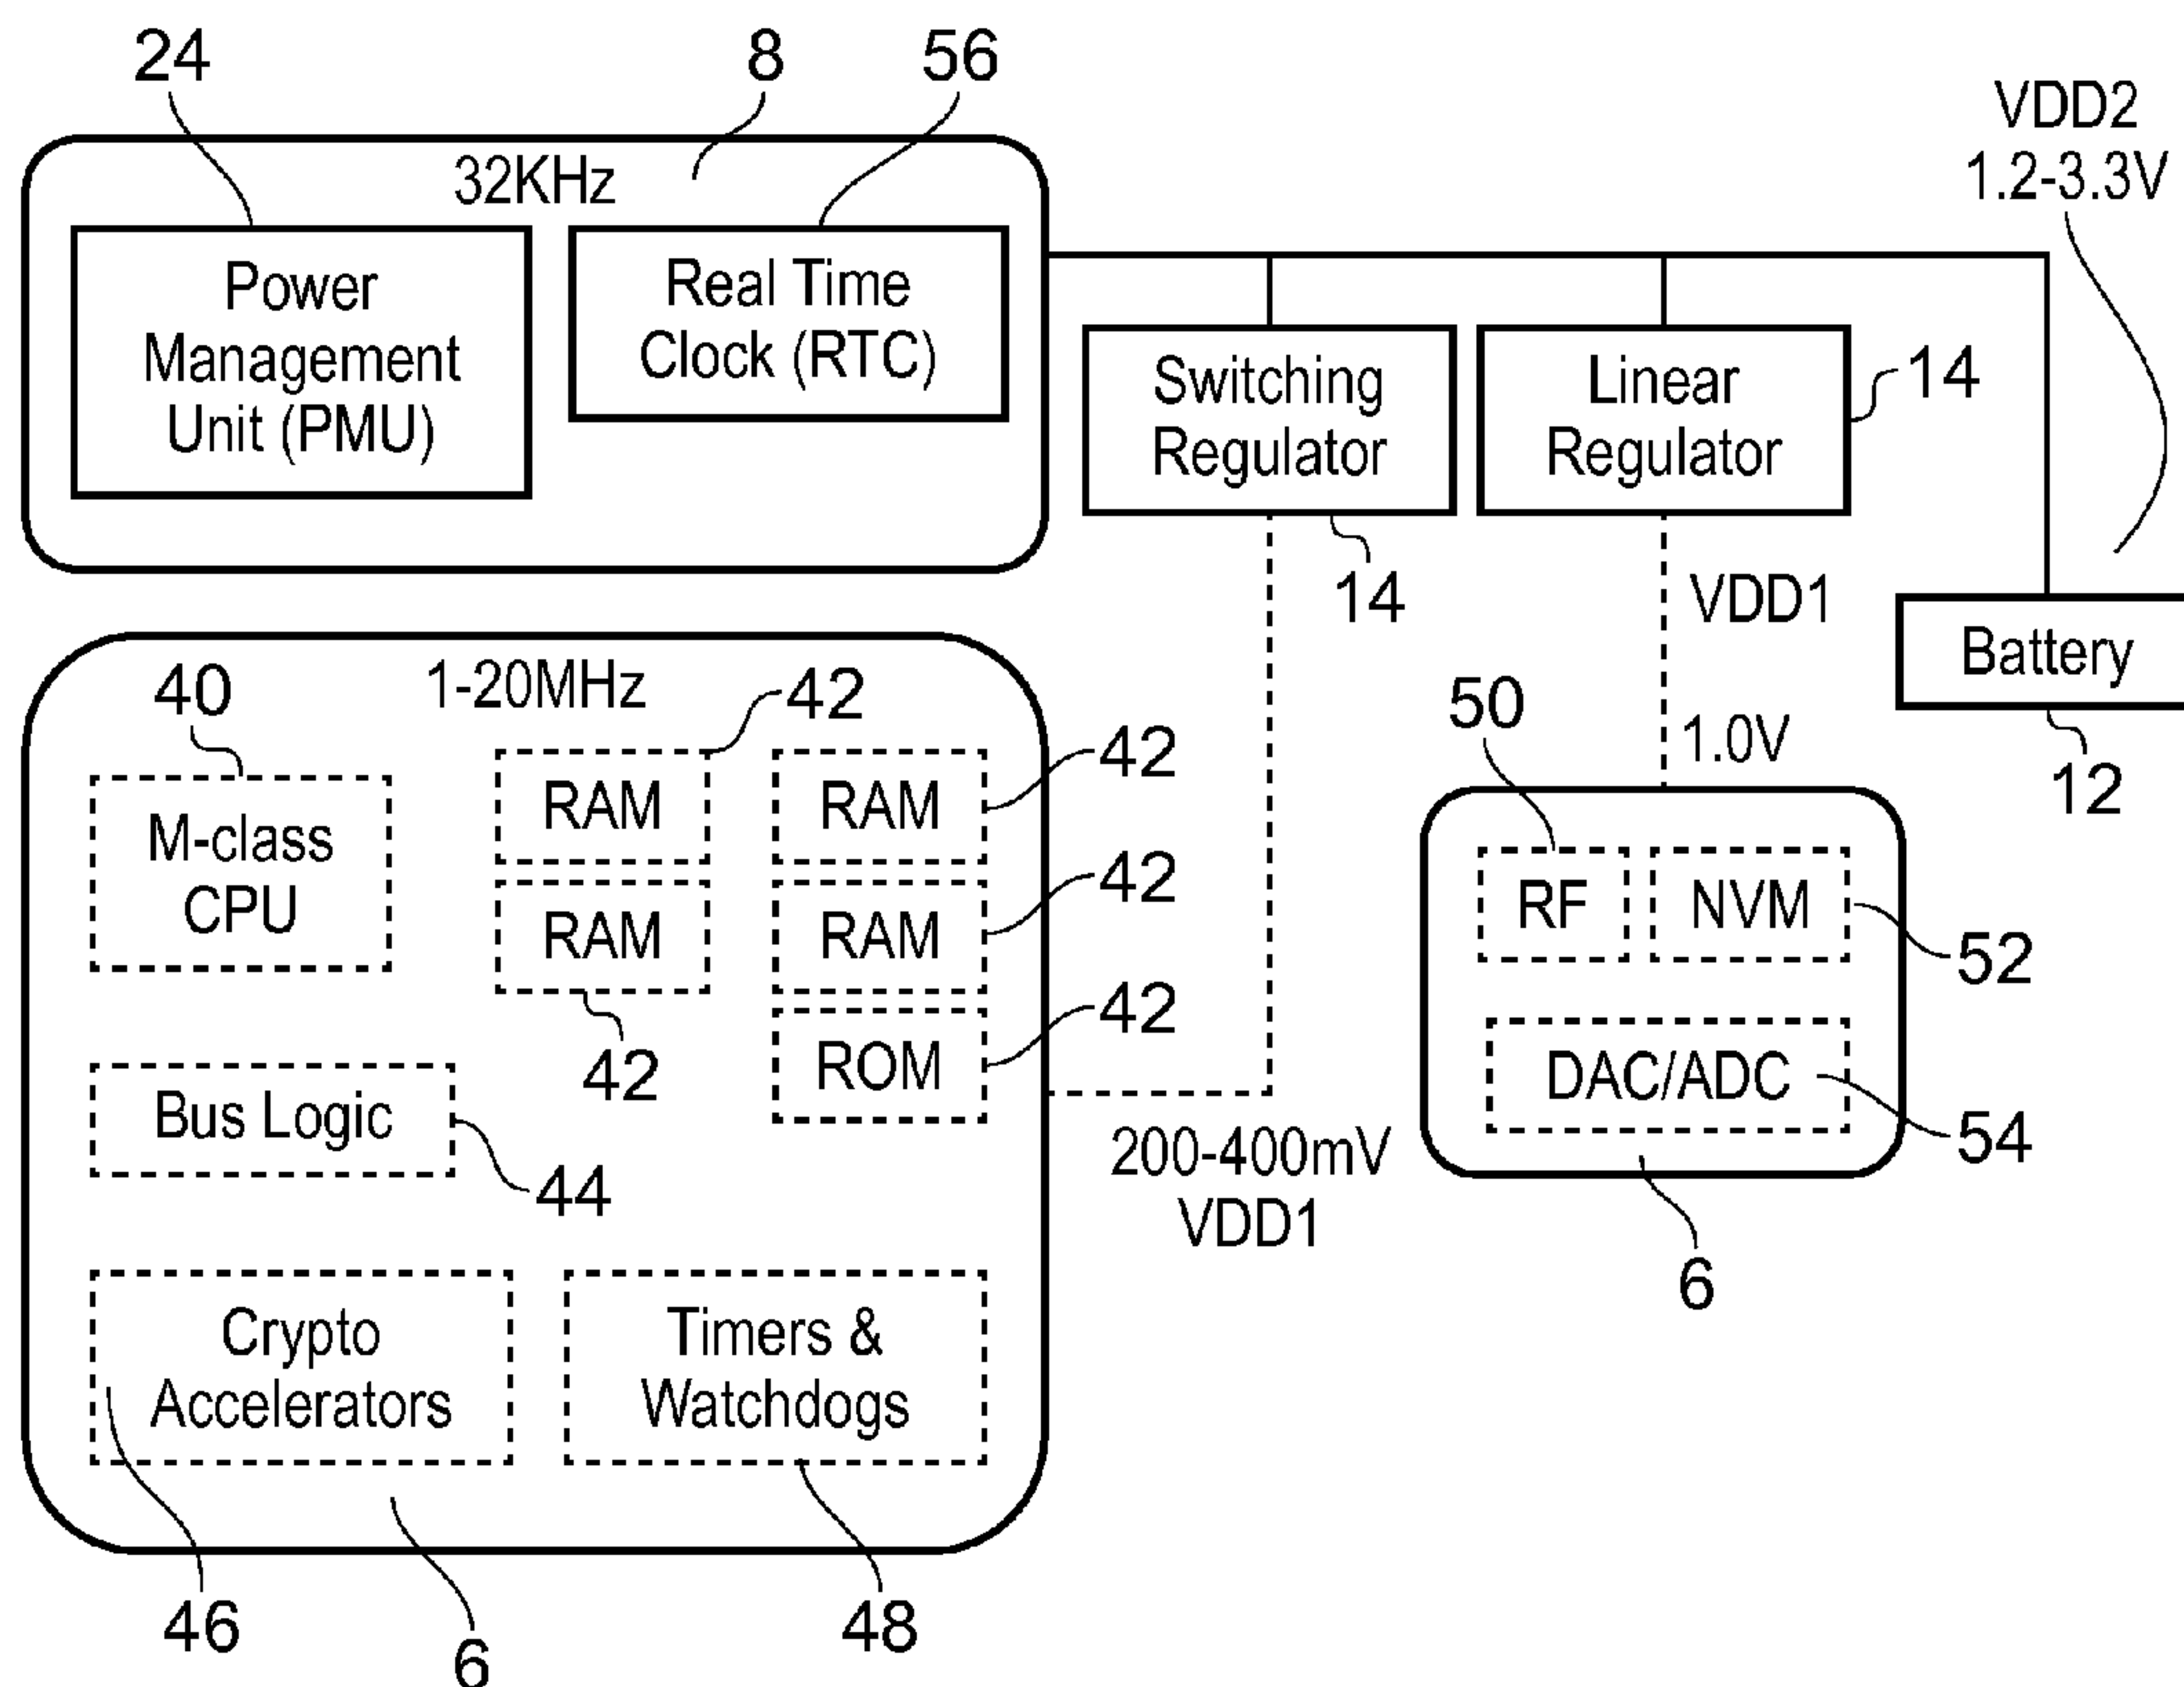 24
8
56
VDD2
1.2-3.3V
32KHz
Power
Management
Unit (PMU)
Real Time
Clock (RTC)
Switching
Regulator
14
Linear
Regulator
14
VDD1
1.0V
Battery
12
1-20MHz
40
M-class
CPU
42
RAM
RAM
42
RAM
42
RAM
42
ROM
42
Bus Logic
44
200-400mV
VDD1
50
RF
NVM
52
DAC/ADC
54
6
Crypto
Accelerators
Timers &
Watchdogs
46
6
48